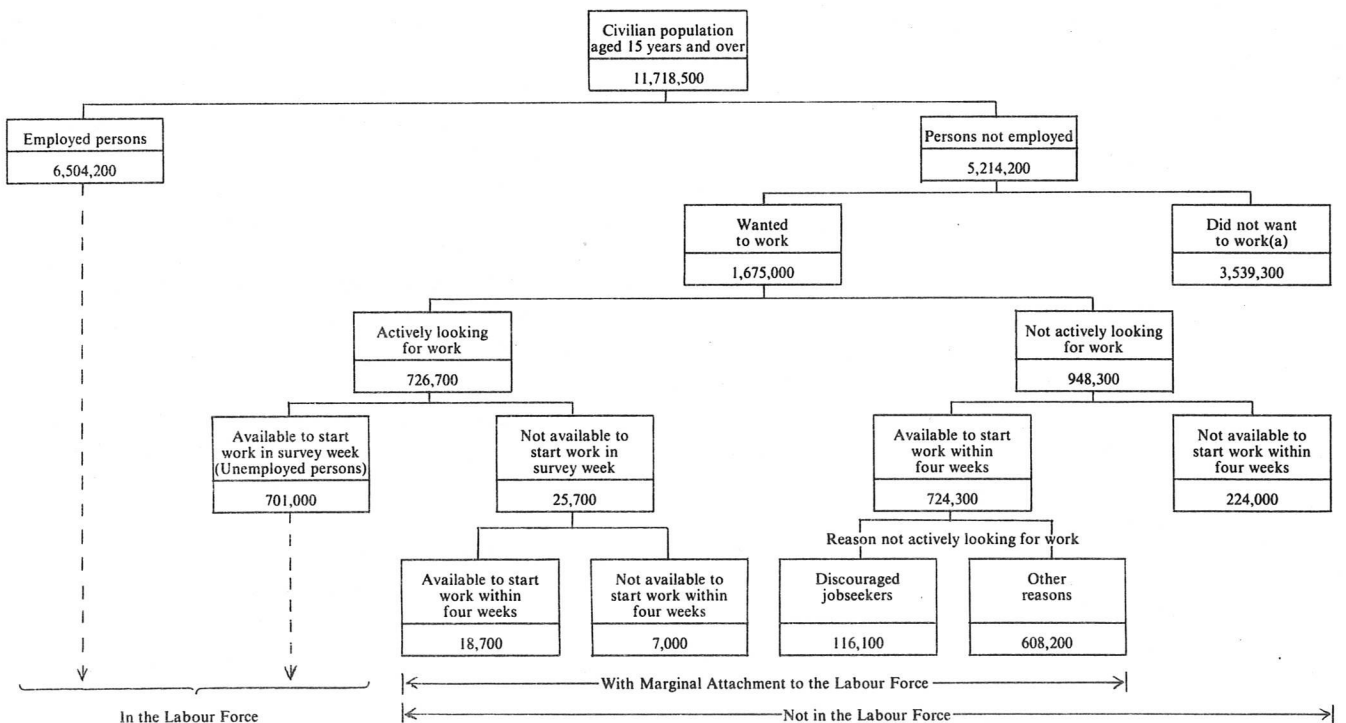 Civilian population
aged 15 years and over
11,718,500
Employed persons
6,504,200
Persons not employed
5,214,200
Wanted
to work
1,675,000
Did not want
to work(a)
3,539,300
Actively looking
for work
726,700
Not actively looking
for work
948,300
Available to start
work in survey week
(Unemployed persons)
701,000
Not available to
start work in
survey week
25,700
Available to start
work within
four weeks
724,300
Not available to
start work within
four weeks
224,000
Reason not actively looking for work
Available to start
work within
four weeks
18,700
Not available to
start work within
four weeks
7,000
Discouraged
jobseekers
116,100
Other
reasons
608,200
With Marginal Attachment to the Labour Force
In the Labour Force
Not in the Labour Force